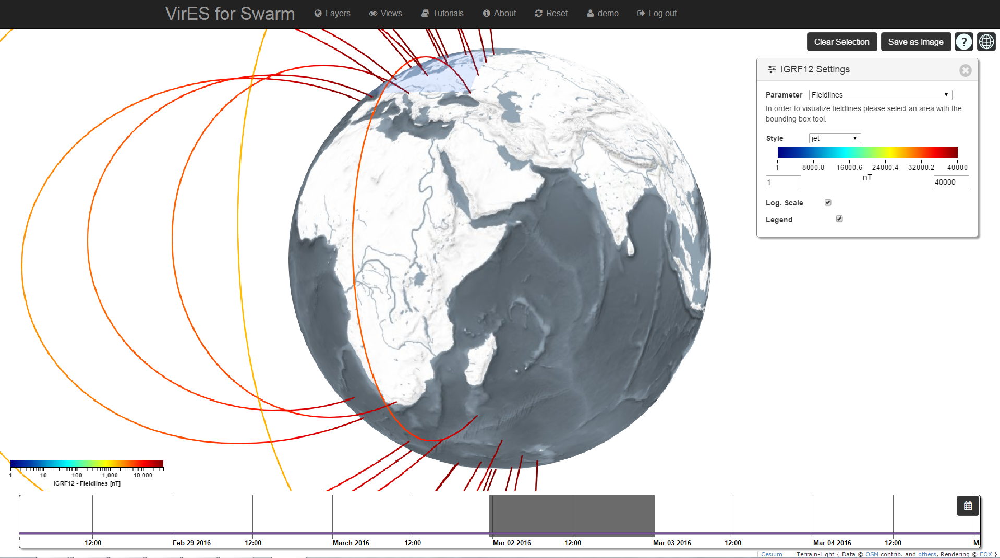 VirES for Swarm Layers Views Tutorials About Reset demo Log out
Clear Selection Save as Image ?
IGRF12 Settings
Parameter Fieldlines
In order to visualize fieldlines please select an area with the
bounding box tool.
Style jet
1 8000.8 16000.6 24000.4 32000.2 40000
nT
1 40000
Log. Scale
Legend
1 10 100 1,000 10,000
IGRF12 - Fieldlines [nT]
12:00 Feb 29 2016 12:00 March 2016 12:00 Mar 02 2016 12:00 Mar 03 2016 12:00 Mar 04 2016 12:00
Cesium Terrain-Light { Data © OSM contrib. and others, Rendering © EOX }